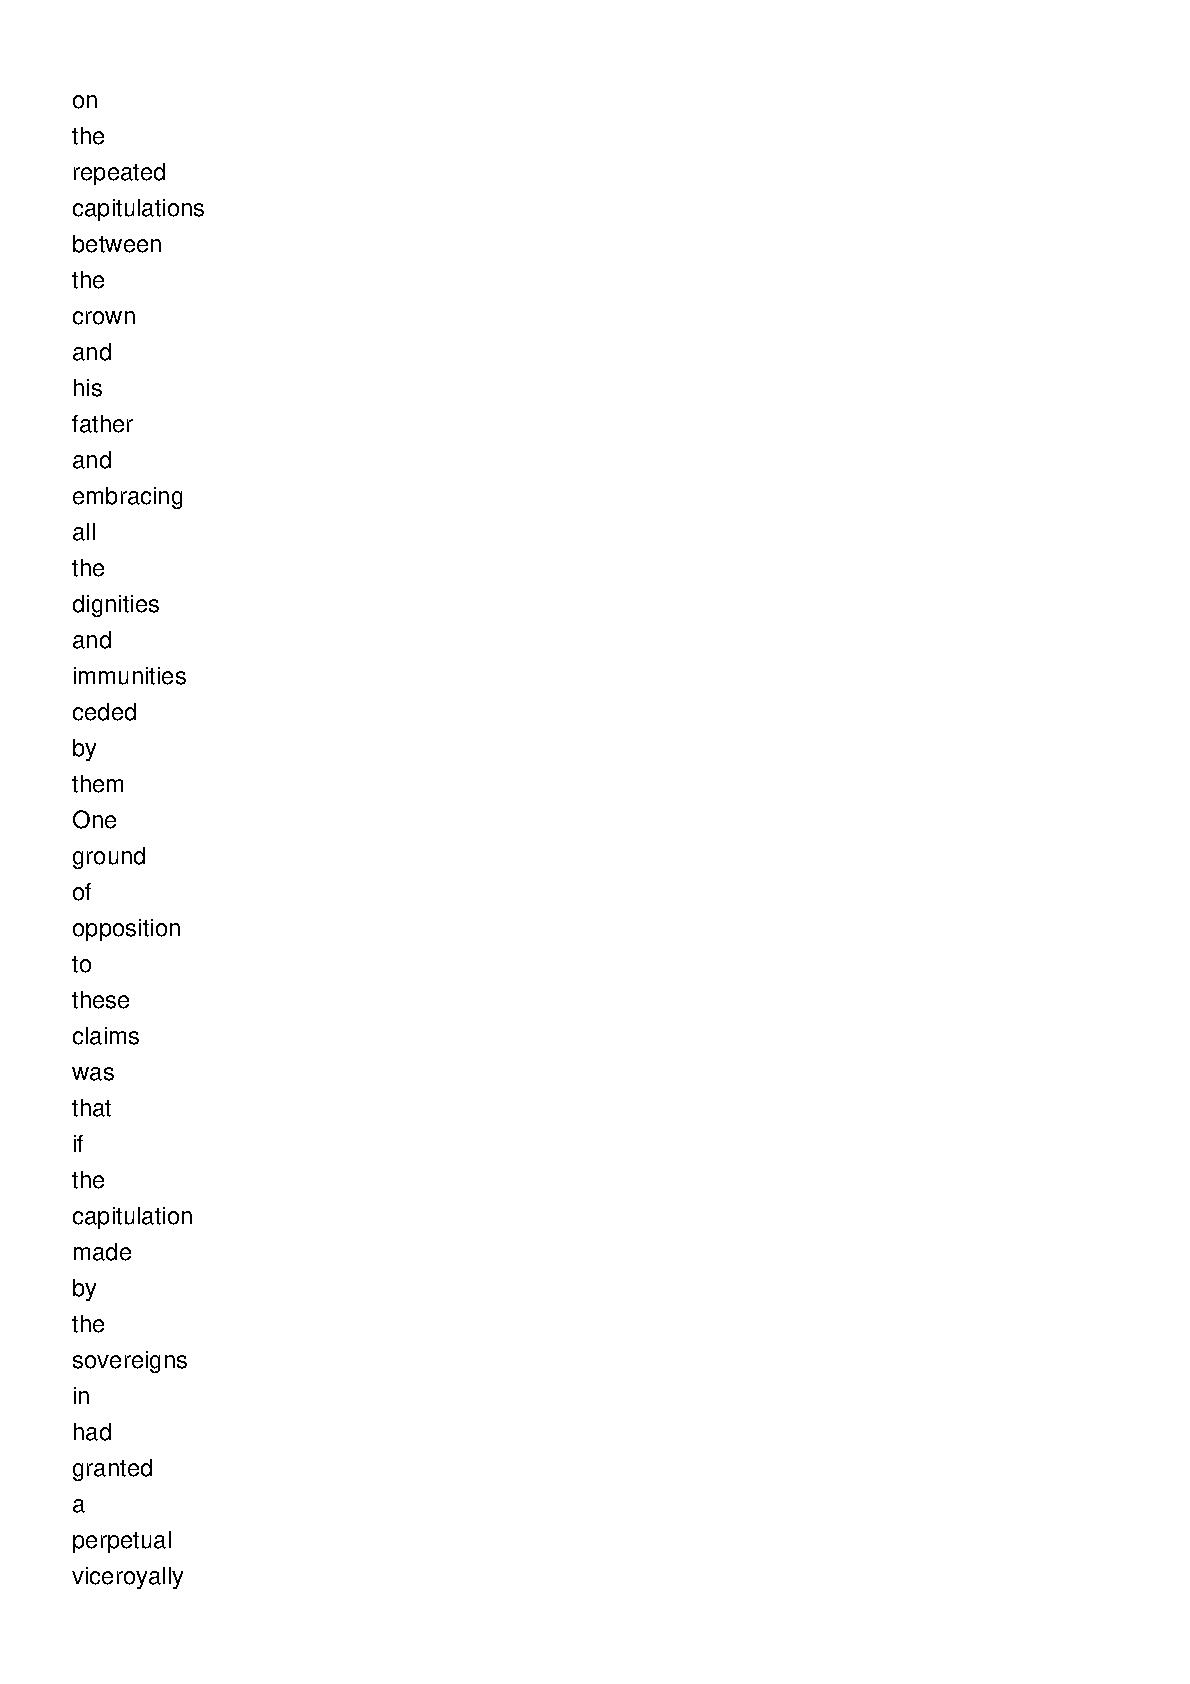 on
the
repeated
capitulations
between
the
crown
and
his
father
and
embracing
all
the
dignities
and
immunities
ceded
by
them
One
ground
of
opposition
to
these
claims
was
that
if
the
capitulation
made
by
the
sovereigns
in
had
granted
a
perpetual
viceroyally